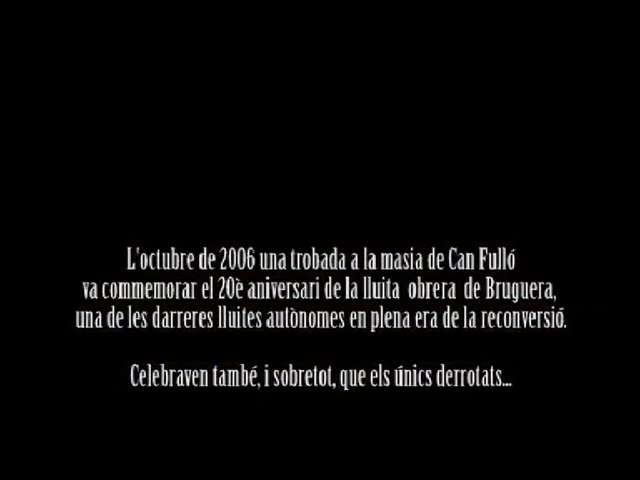 L'octubre de 2006 una trobada a la masia de Can Fulló
va commemorar el 20è aniversari de la lluita obrera de Bruguera,
una de les darreres lluites autònomes en plena era de la reconversió.
Celebraven també, i sobretot, que els únics derrotats...